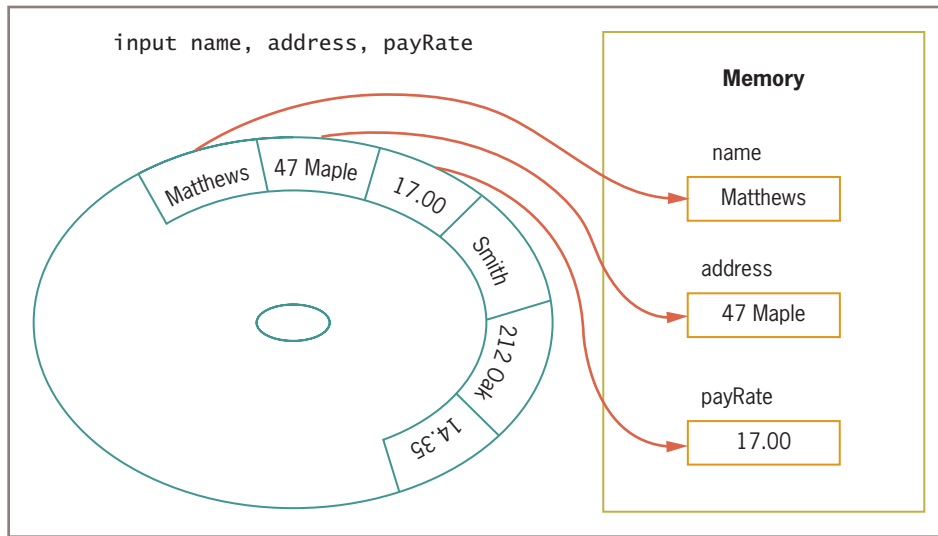 input name, address, payRate
Memory
Matthews
47 Maple
17.00
Smith
212 Oak
14.35
name
Matthews
address
47 Maple
payRate
17.00